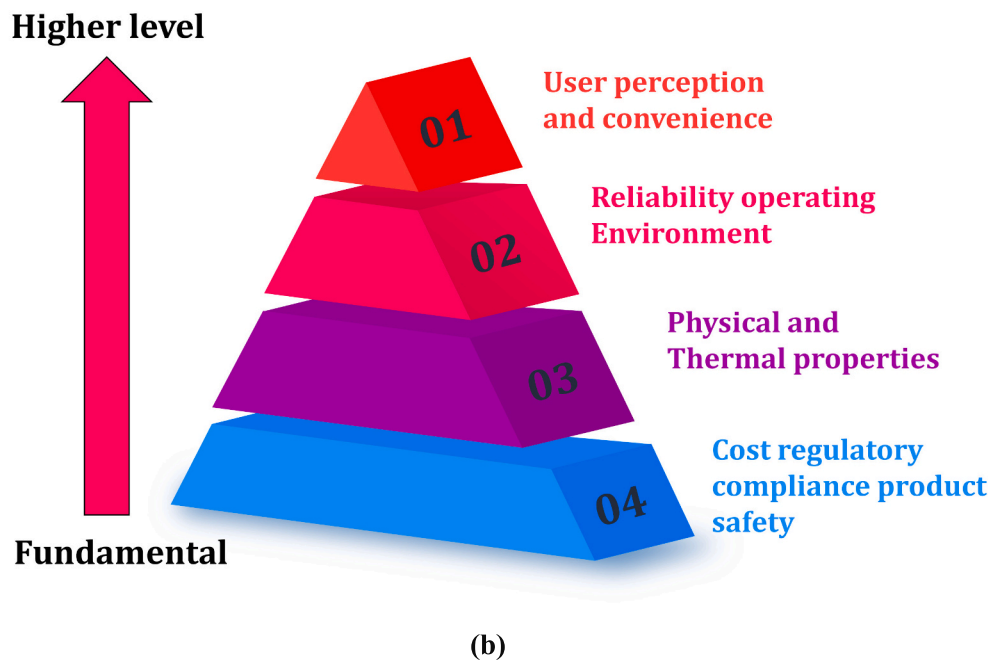 Higher level
User perception
and convenience
01
Reliability operating
Environment
02
Physical and
Thermal properties
03
Cost regulatory
compliance product
safety
04
Fundamental
(b)